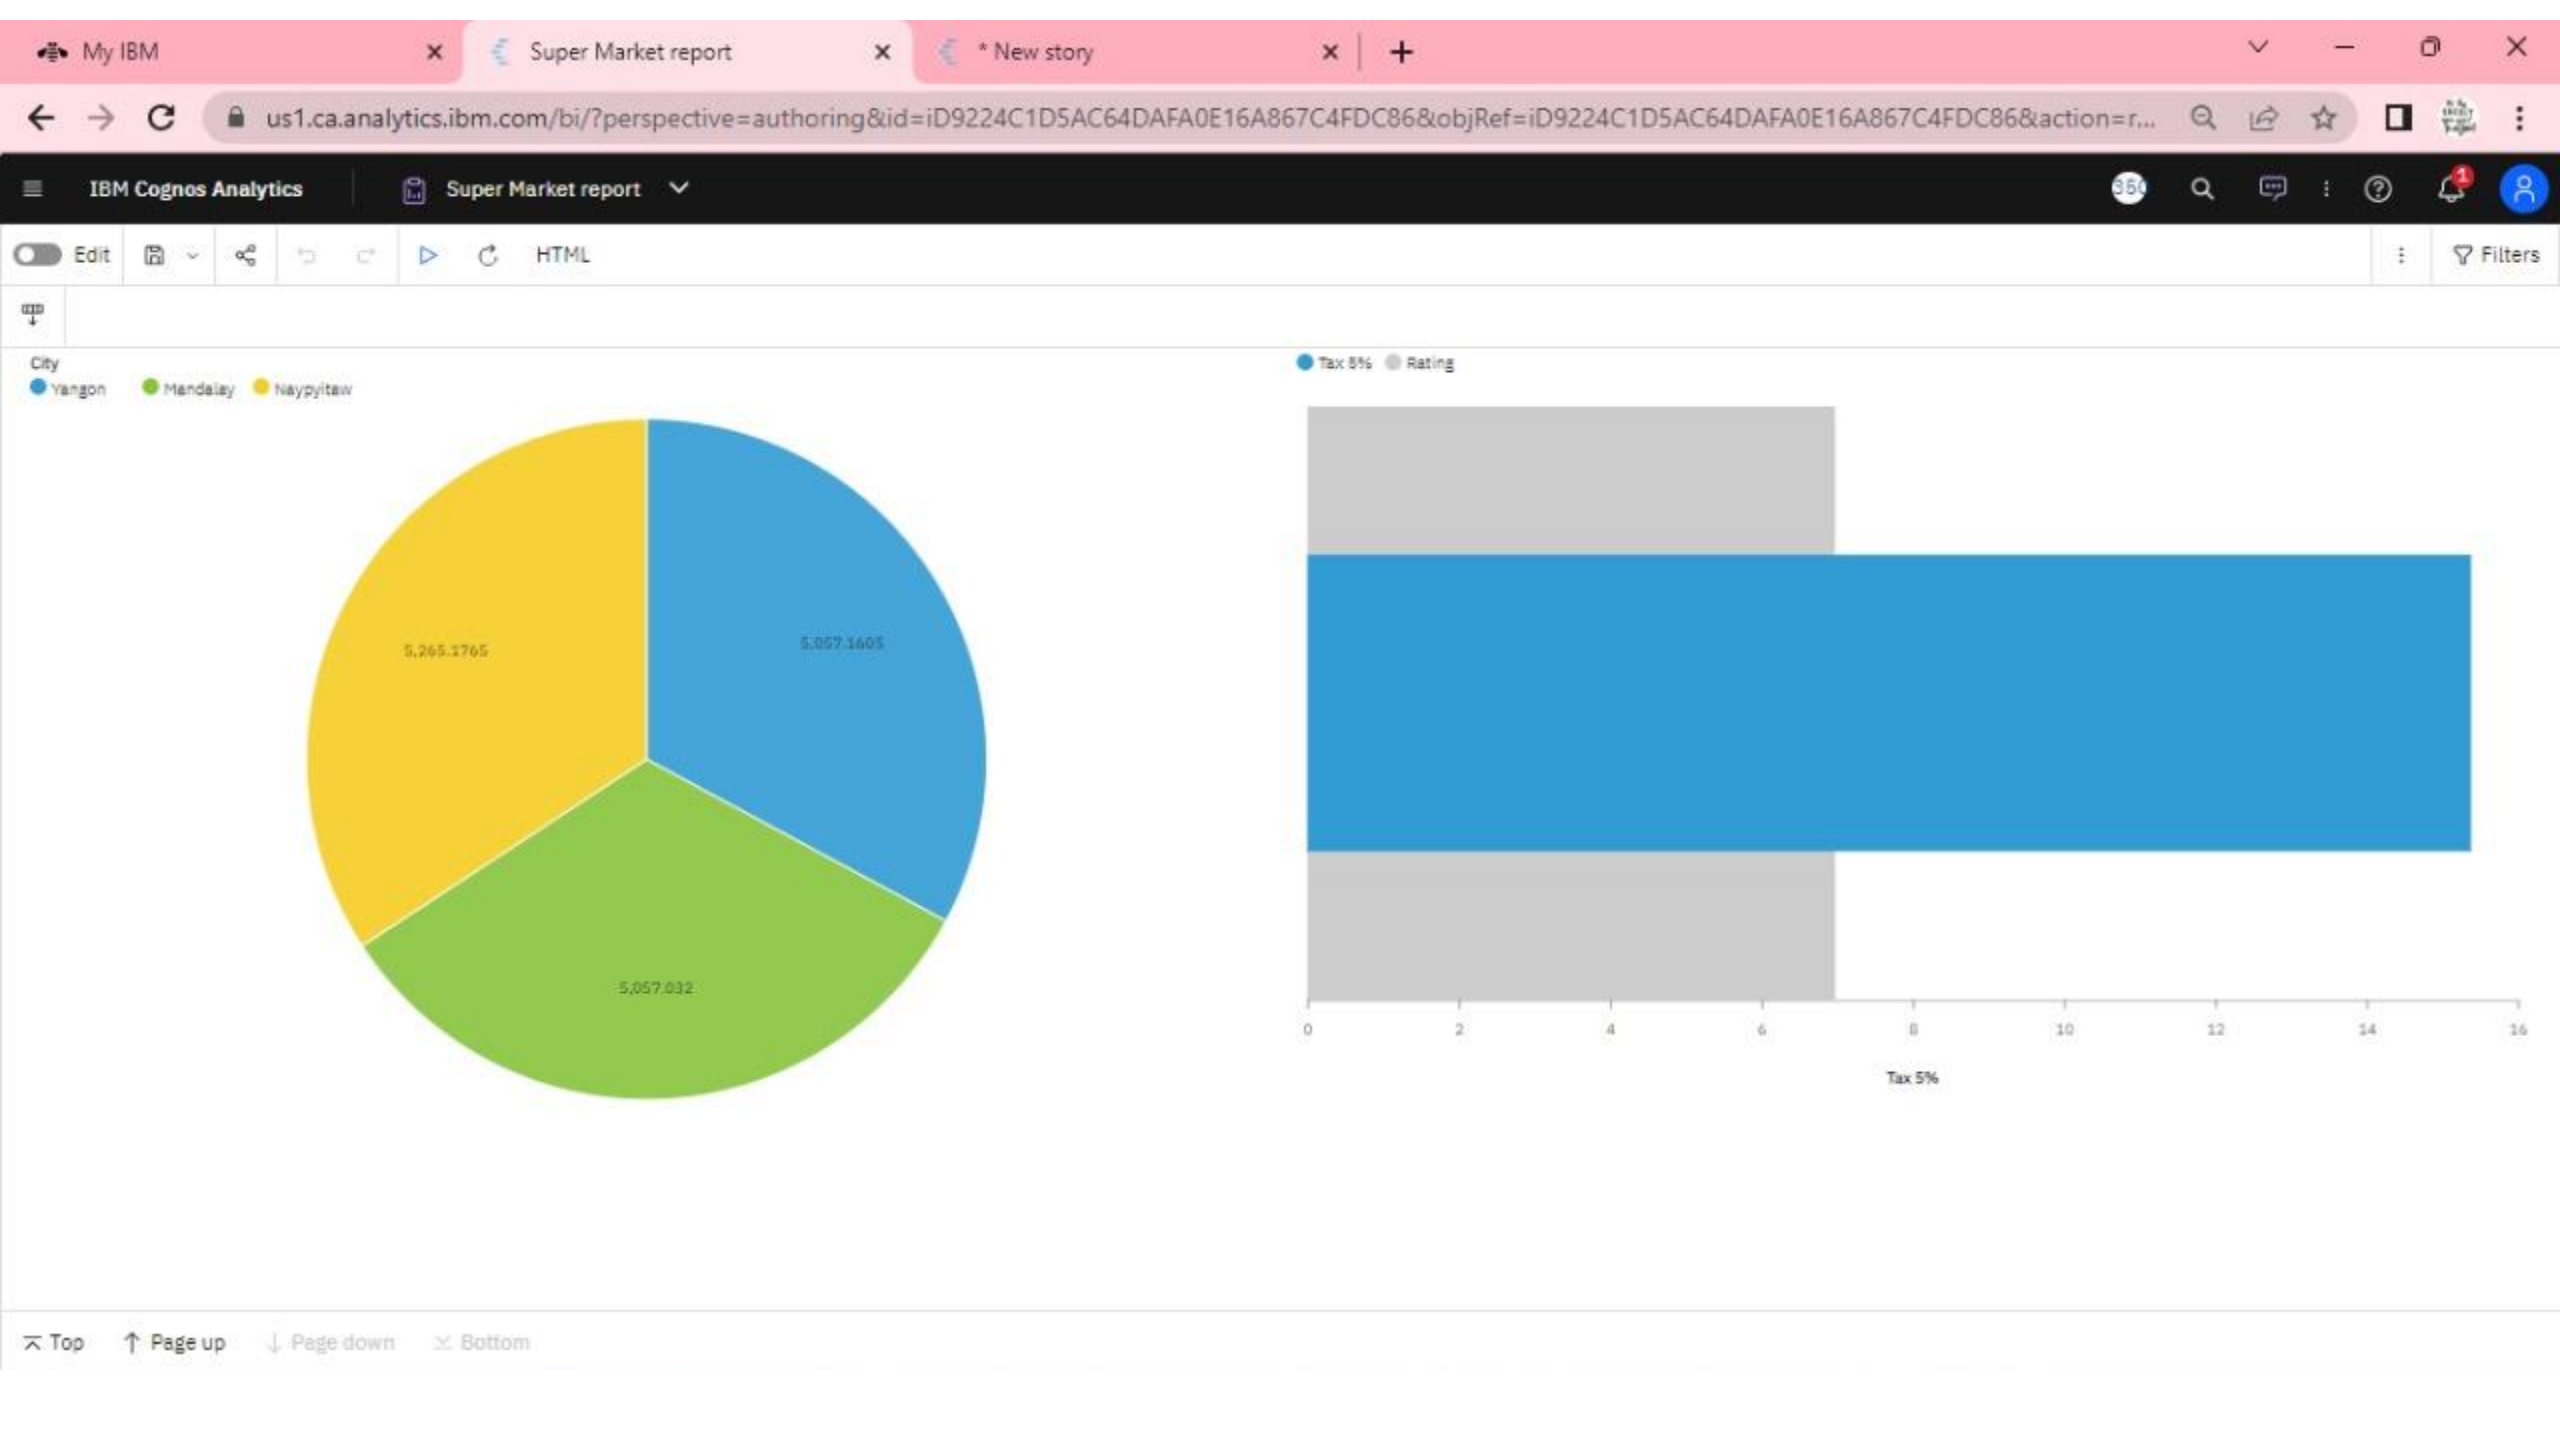 My IBM
Super Market report
* New story
us1.ca.analytics.ibm.com/bi/?perspective=authoring&id=iD9224C1D5AC64DAFA0E16A867C4FDC86&objRef=iD9224C1D5AC64DAFA0E16A867C4FDC86&action=r...
IBM Cognos Analytics
Super Market report
1
Edit
HTML
Filters
City
Yangon Mandalay Naypyitaw
Tax 5% Rating
5,265.1765
5,057.1605
5,057.032
0 2 4 6 8 10 12 14 16
Tax 5%
Top Page up Page down Bottom